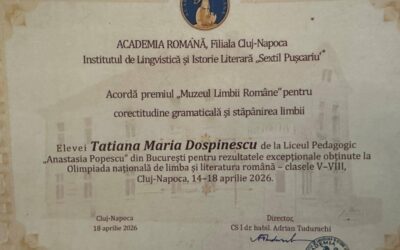 ACADEMIA ROMÂNĂ, Filiala Cluj-Napoca
Institutul de Lingvistică și Istorie Literară „Sextil Pușcariu”
Acordă premiul „Muzeul Limbii Române” pentru
corectitudine gramaticală și stăpânirea limbii
Elevei Tatiana Maria Dospinescu de la Liceul Pedagogic
„Anastasia Popescu” din București pentru rezultatele excepționale obținute la
Olimpiada națională de limba și literatura română – clasele V–VIII,
Cluj-Napoca, 14–18 aprilie 2026.
Cluj-Napoca
18 aprilie 2026
Director,
CS I dr. habil. Adrian Tudurachi